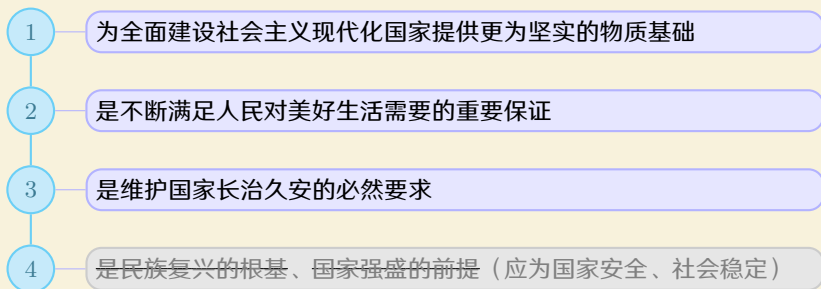 1 为全面建设社会主义现代化国家提供更为坚实的物质基础
2 是不断满足人民对美好生活需要的重要保证
3 是维护国家长治久安的必然要求
4 是民族复兴的根基、国家强盛的前提（应为国家安全、社会稳定）